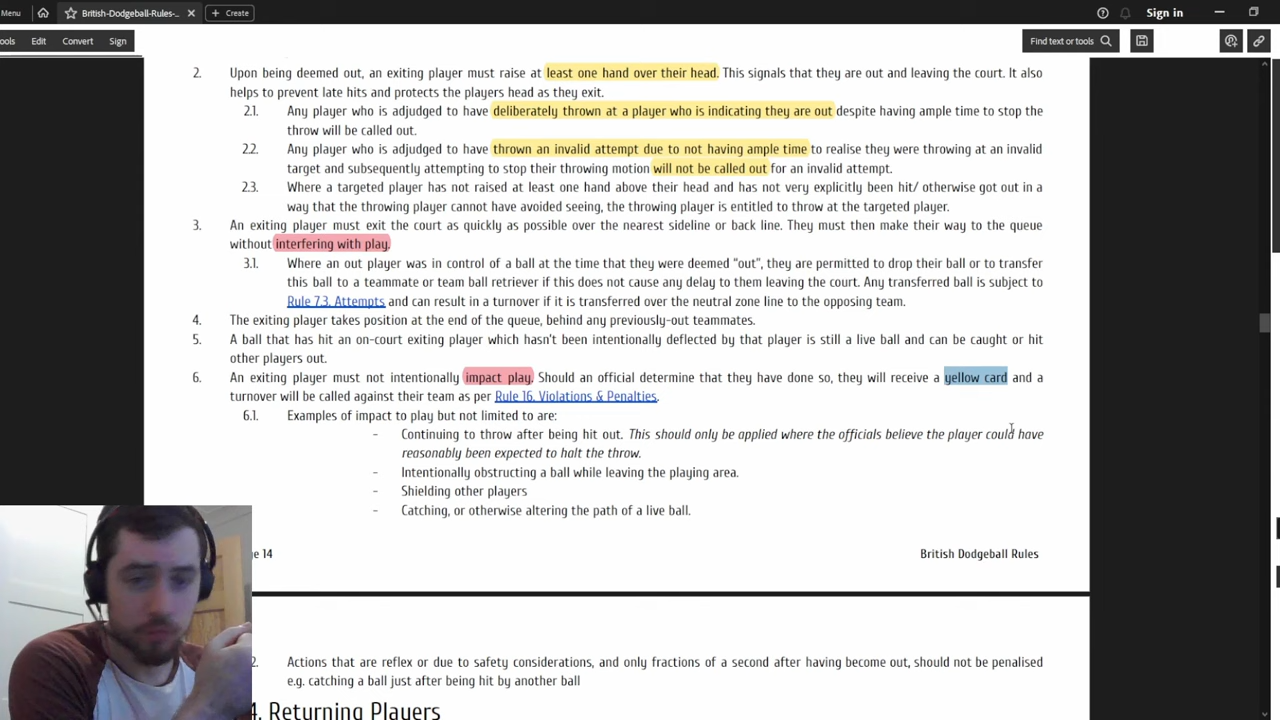 Menu
British-Dodgeball-Rules-...
Create
Sign in
ools Edit Convert Sign
Find text or tools
2. Upon being deemed out, an exiting player must raise at least one hand over their head. This signals that they are out and leaving the court. It also
helps to prevent late hits and protects the players head as they exit.
2.1. Any player who is adjudged to have deliberately thrown at a player who is indicating they are out despite having ample time to stop the
throw will be called out.
2.2. Any player who is adjudged to have thrown an invalid attempt due to not having ample time to realise they were throwing at an invalid
target and subsequently attempting to stop their throwing motion will not be called out for an invalid attempt.
2.3. Where a targeted player has not raised at least one hand above their head and has not very explicitly been hit/ otherwise got out in a
way that the throwing player cannot have avoided seeing, the throwing player is entitled to throw at the targeted player.
3. An exiting player must exit the court as quickly as possible over the nearest sideline or back line. They must then make their way to the queue
without interfering with play.
3.1. Where an out player was in control of a ball at the time that they were deemed “out”, they are permitted to drop their ball or to transfer
this ball to a teammate or team ball retriever if this does not cause any delay to them leaving the court. Any transferred ball is subject to
Rule 7.3. Attempts and can result in a turnover if it is transferred over the neutral zone line to the opposing team.
4. The exiting player takes position at the end of the queue, behind any previously-out teammates.
5. A ball that has hit an on-court exiting player which hasn’t been intentionally deflected by that player is still a live ball and can be caught or hit
other players out.
6. An exiting player must not intentionally impact play. Should an official determine that they have done so, they will receive a yellow card and a
turnover will be called against their team as per Rule 16. Violations & Penalties.
6.1. Examples of impact to play but not limited to are:
- Continuing to throw after being hit out. This should only be applied where the officials believe the player could have
reasonably been expected to halt the throw.
- Intentionally obstructing a ball while leaving the playing area.
- Shielding other players
- Catching, or otherwise altering the path of a live ball.
ge 14
British Dodgeball Rules
2. Actions that are reflex or due to safety considerations, and only fractions of a second after having become out, should not be penalised
e.g. catching a ball just after being hit by another ball
4. Returning Players